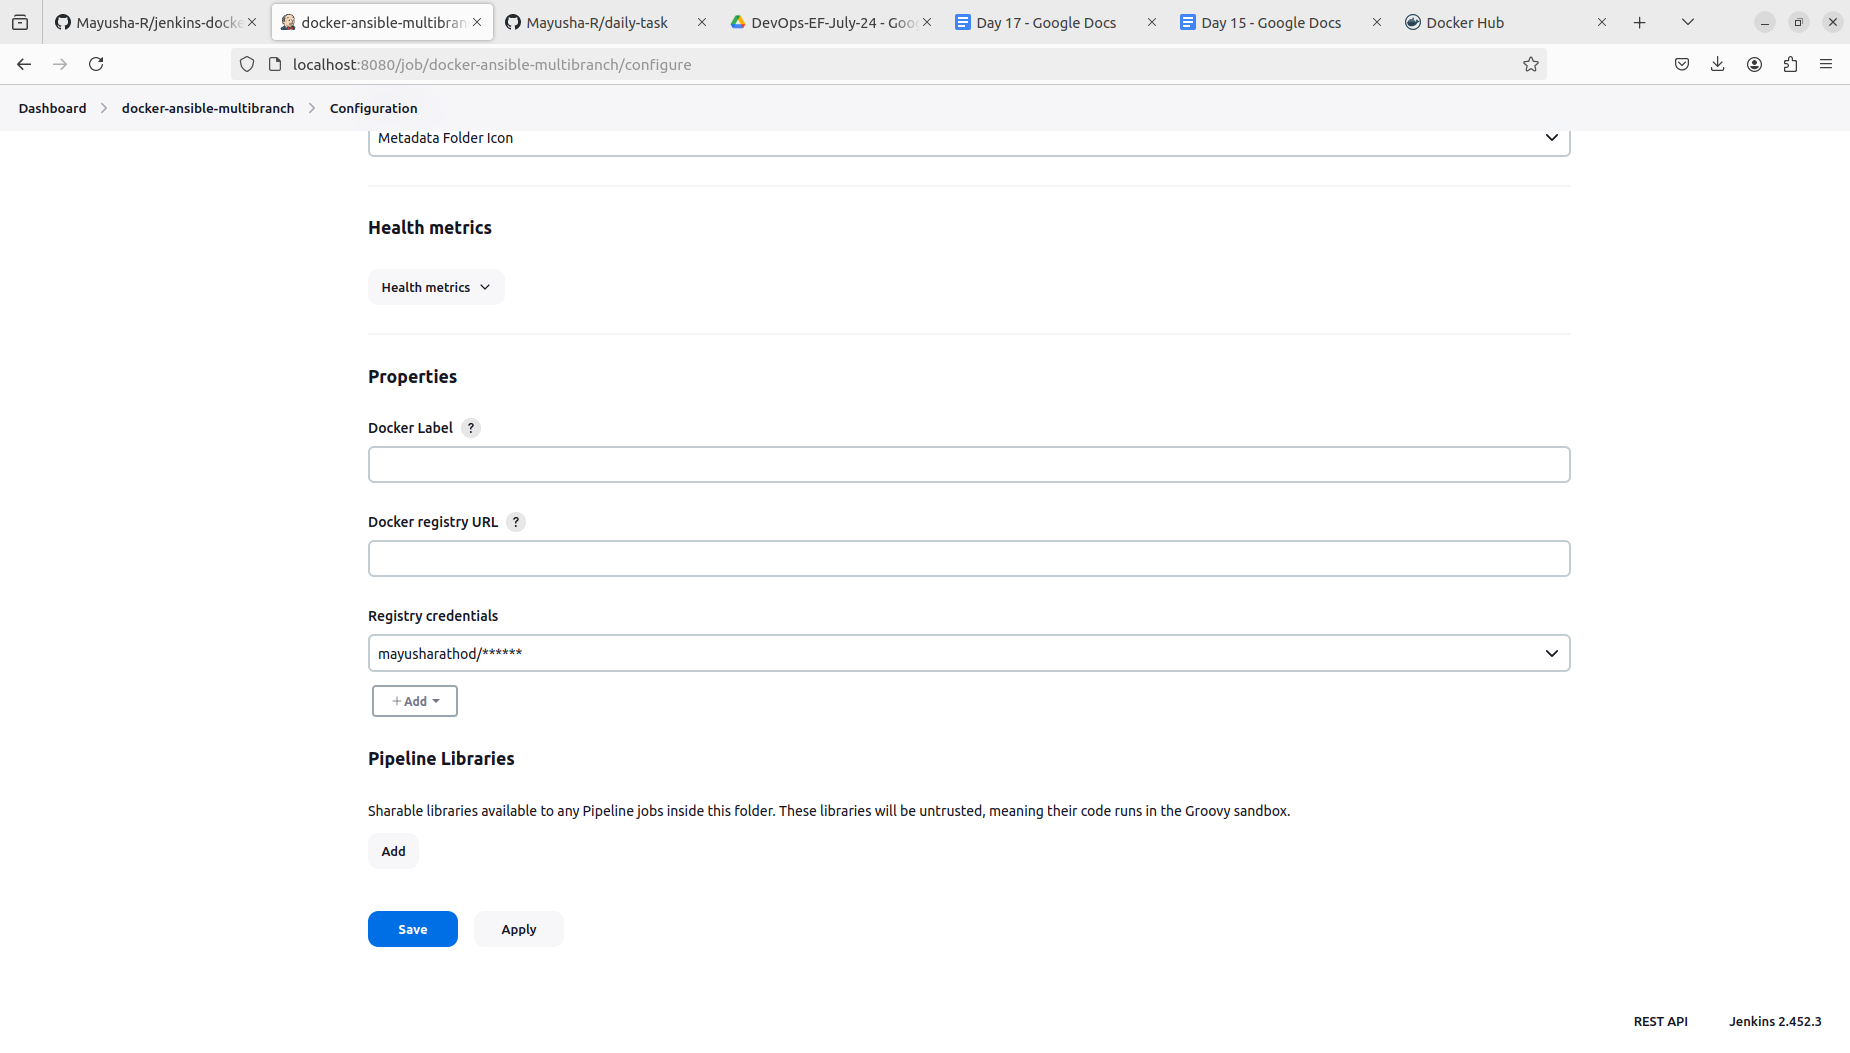 Mayusha-R/jenkins-docke
docker-ansible-multibran
Mayusha-R/daily-task
DevOps-EF-July-24 - Goo
Day 17 - Google Docs
Day 15 - Google Docs
Docker Hub
localhost:8080/job/docker-ansible-multibranch/configure
Dashboard
docker-ansible-multibranch
Configuration
Metadata Folder Icon
Health metrics
Health metrics
Properties
Docker Label ?
Docker registry URL ?
Registry credentials
mayusharathod/******
+ Add
Pipeline Libraries
Sharable libraries available to any Pipeline jobs inside this folder. These libraries will be untrusted, meaning their code runs in the Groovy sandbox.
Add
Save
Apply
REST API
Jenkins 2.452.3